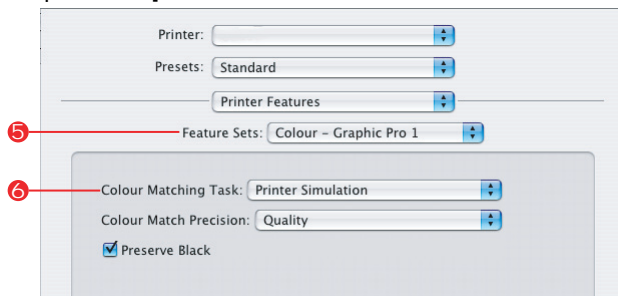 Printer:
Presets: Standard
Printer Features
5 Feature Sets: Colour – Graphic Pro 1
6 Colour Matching Task: Printer Simulation
Colour Match Precision: Quality
Preserve Black